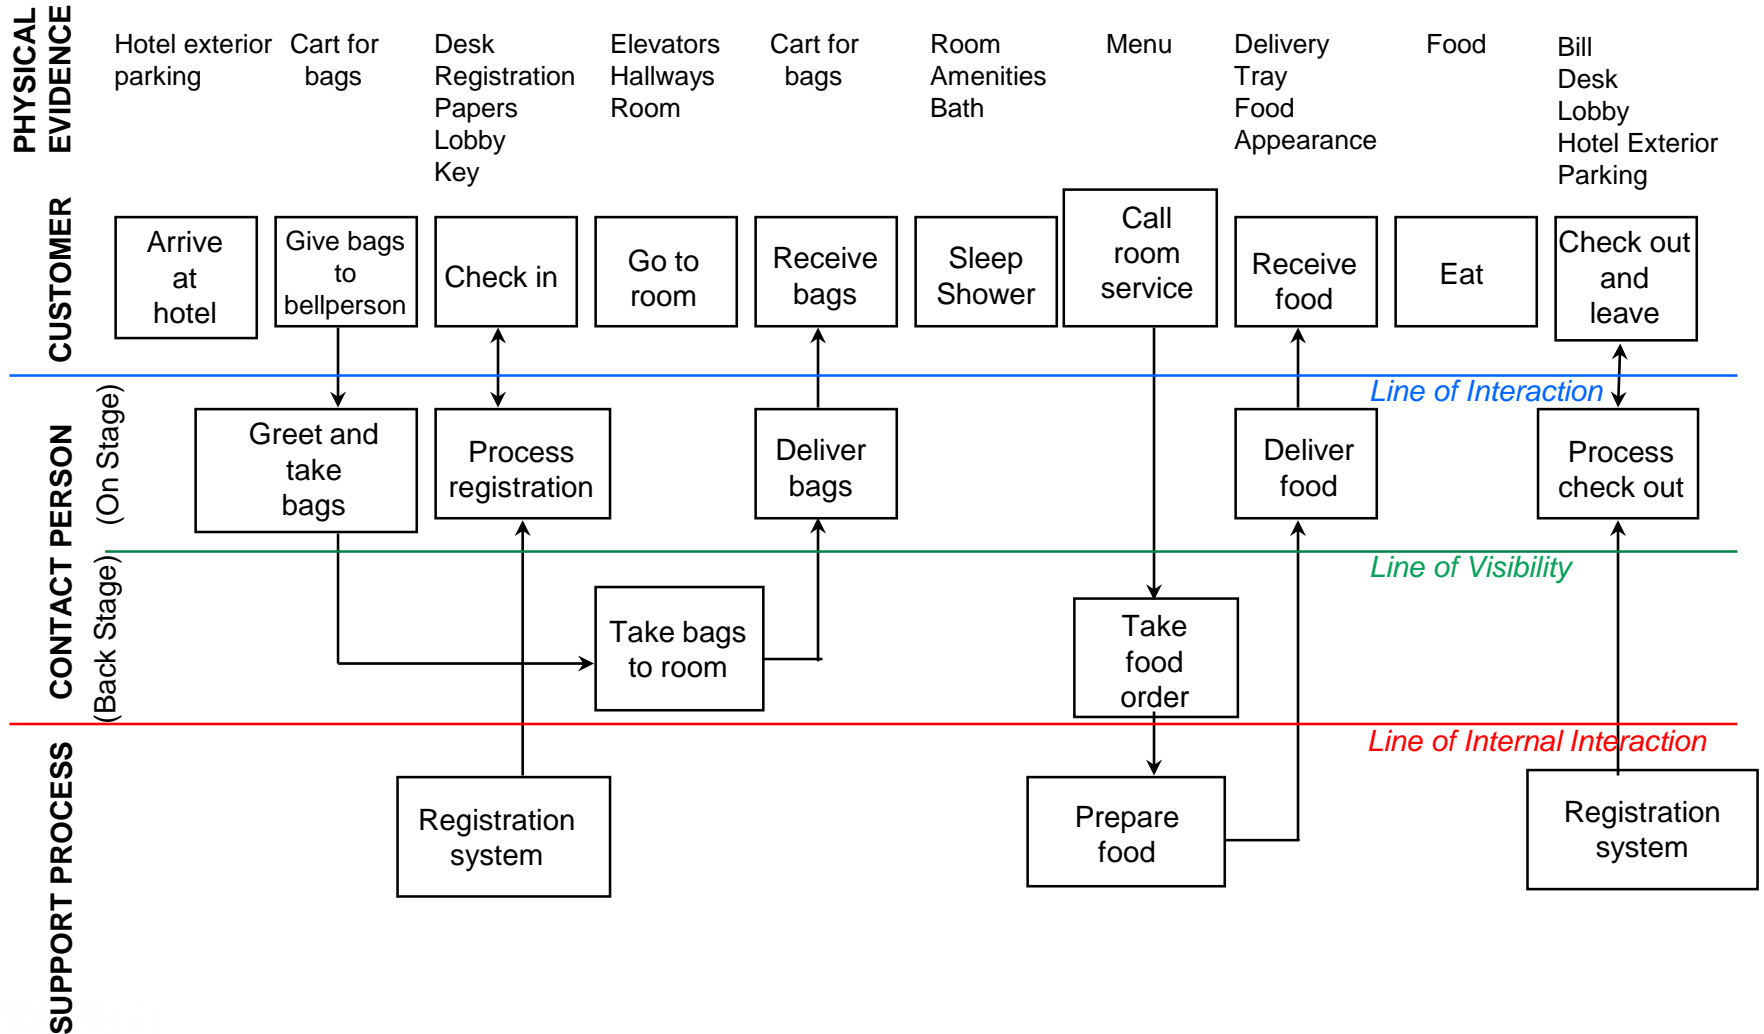 PHYSICAL
EVIDENCE
Hotel exterior
parking
Cart for
bags
Desk
Registration
Papers
Lobby
Key
Elevators
Hallways
Room
Cart for
bags
Room
Amenities
Bath
Menu
Delivery
Tray
Food
Appearance
Food
Bill
Desk
Lobby
Hotel Exterior
Parking
CUSTOMER
Arrive
at
hotel
Give bags
to
bellperson
Check in
Go to
room
Receive
bags
Sleep
Shower
Call
room
service
Receive
food
Eat
Check out
and
leave
Line of Interaction
CONTACT PERSON
(On Stage)
Greet and
take
bags
Process
registration
Deliver
bags
Deliver
food
Process
check out
Line of Visibility
(Back Stage)
Take bags
to room
Take
food
order
Line of Internal Interaction
SUPPORT PROCESS
Registration
system
Prepare
food
Registration
system